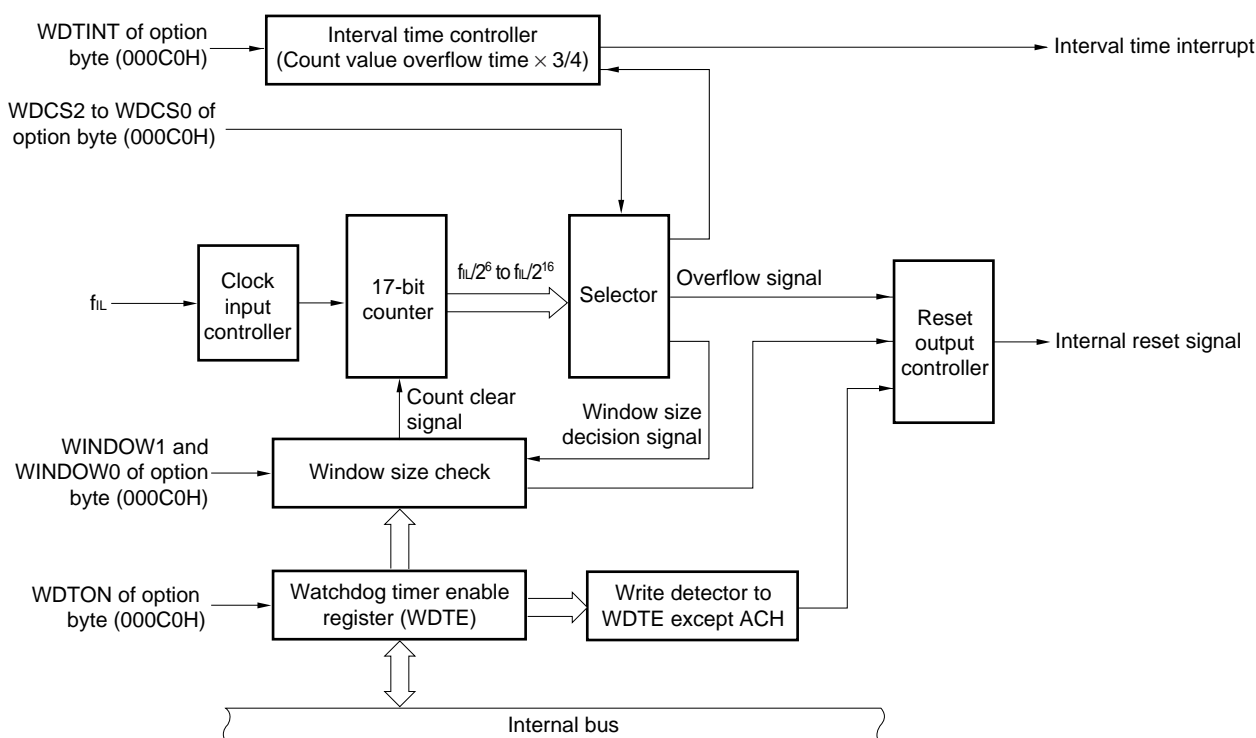 WDTINT of option
byte (000C0H)
Interval time controller
(Count value overflow time × 3/4)
Interval time interrupt
WDCS2 to WDCS0 of
option byte (000C0H)
fIL
Clock
input
controller
17-bit
counter
fIL/2⁶ to fIL/2¹⁶
Selector
Overflow signal
Reset
output
controller
Internal reset signal
Count clear
signal
Window size
decision signal
WINDOW1 and
WINDOW0 of option
byte (000C0H)
Window size check
WDTON of option
byte (000C0H)
Watchdog timer enable
register (WDTE)
Write detector to
WDTE except ACH
Internal bus